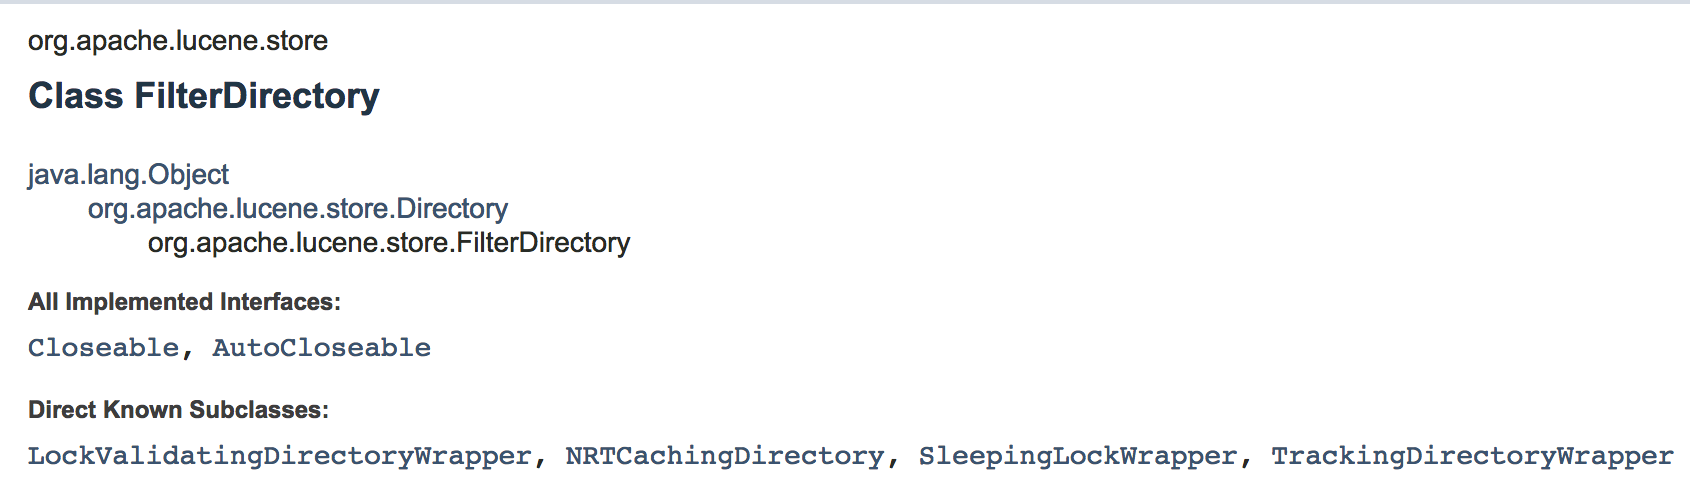 org.apache.lucene.store
Class FilterDirectory
java.lang.Object
org.apache.lucene.store.Directory
org.apache.lucene.store.FilterDirectory
All Implemented Interfaces:
Closeable, AutoCloseable
Direct Known Subclasses:
LockValidatingDirectoryWrapper, NRTCachingDirectory, SleepingLockWrapper, TrackingDirectoryWrapper